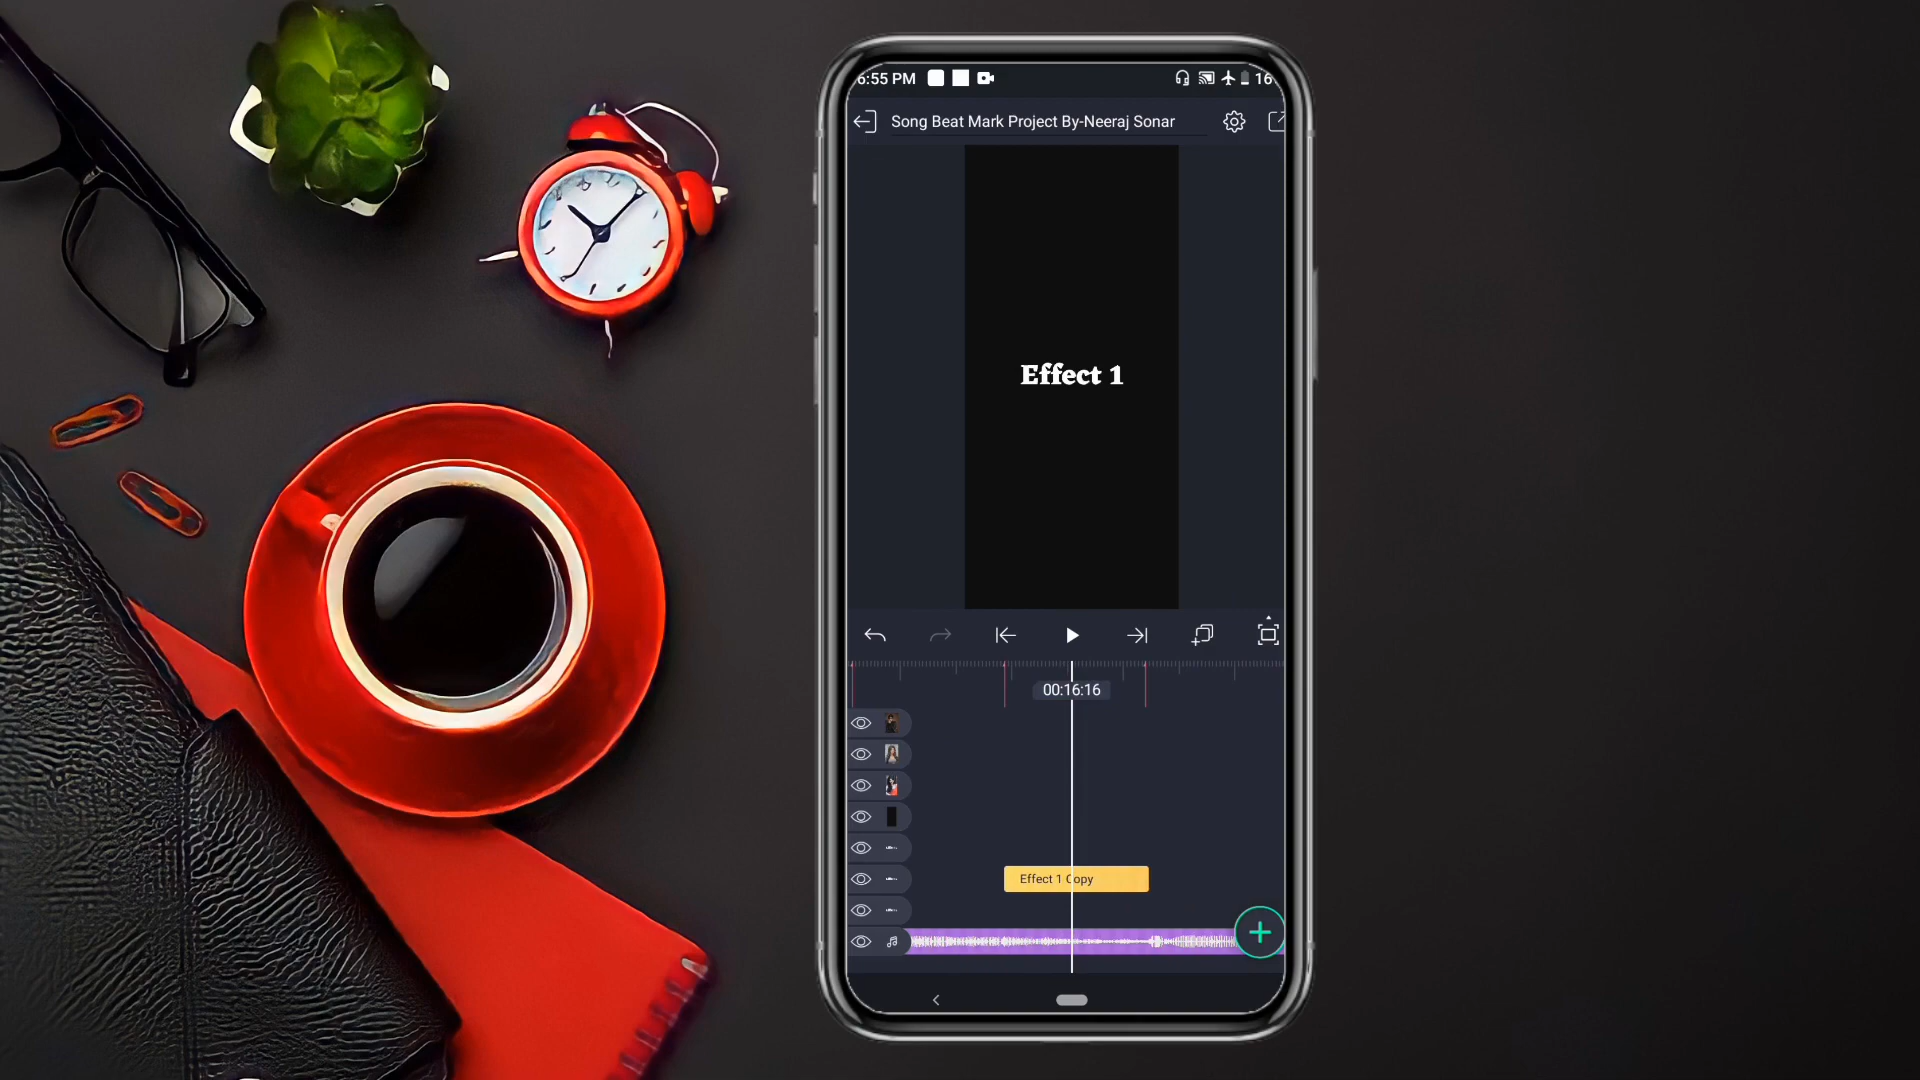 6:55 PM
16
Song Beat Mark Project By-Neeraj Sonar
Effect 1
00:16:16
Effect 1 Copy